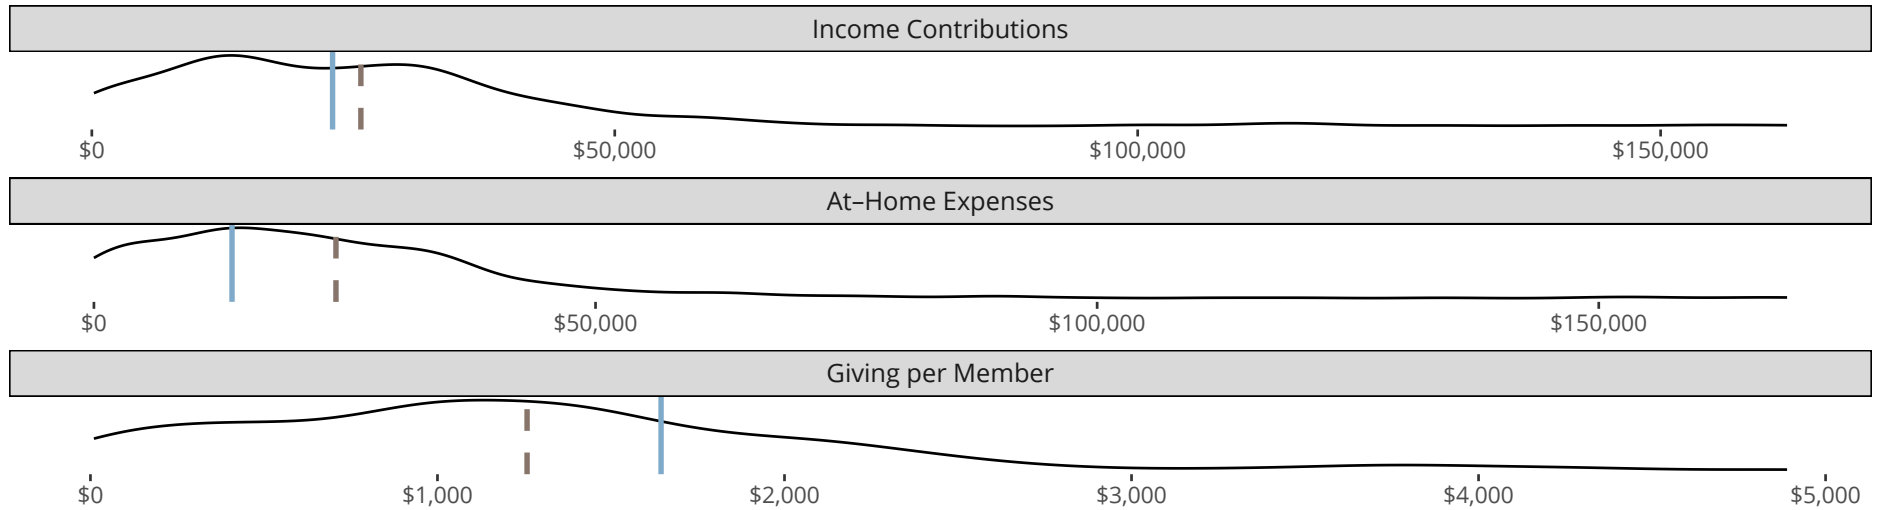 Income Contributions
$0 $50,000 $100,000 $150,000
At–Home Expenses
$0 $50,000 $100,000 $150,000
Giving per Member
$0 $1,000 $2,000 $3,000 $4,000 $5,000